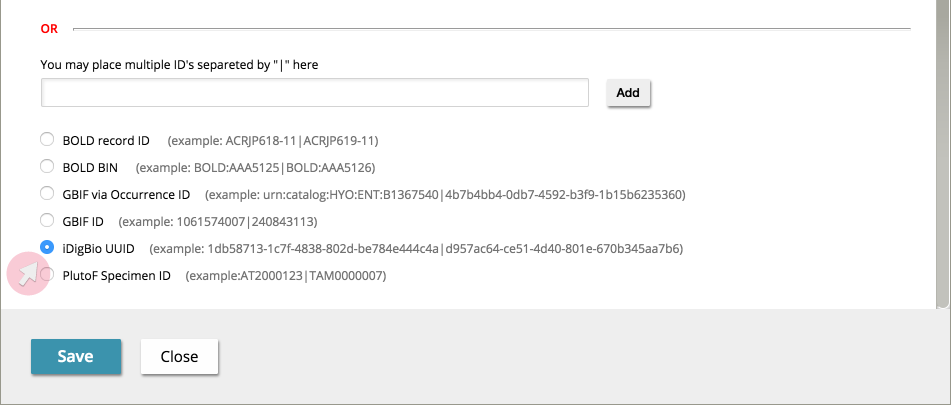 OR
You may place multiple ID's separeted by "|" here
Add
BOLD record ID (example: ACRJP618-11|ACRJP619-11)
BOLD BIN (example: BOLD:AAA5125|BOLD:AAA5126)
GBIF via Occurrence ID (example: urn:catalog:HYO:ENT:B1367540|4b7b4bb4-0db7-4592-b3f9-1b15b6235360)
GBIF ID (example: 1061574007|240843113)
iDigBio UUID (example: 1db58713-1c7f-4838-802d-be784e444c4a|d957ac64-ce51-4d40-801e-670b345aa7b6)
PlutoF Specimen ID (example:AT2000123|TAM0000007)
Save Close